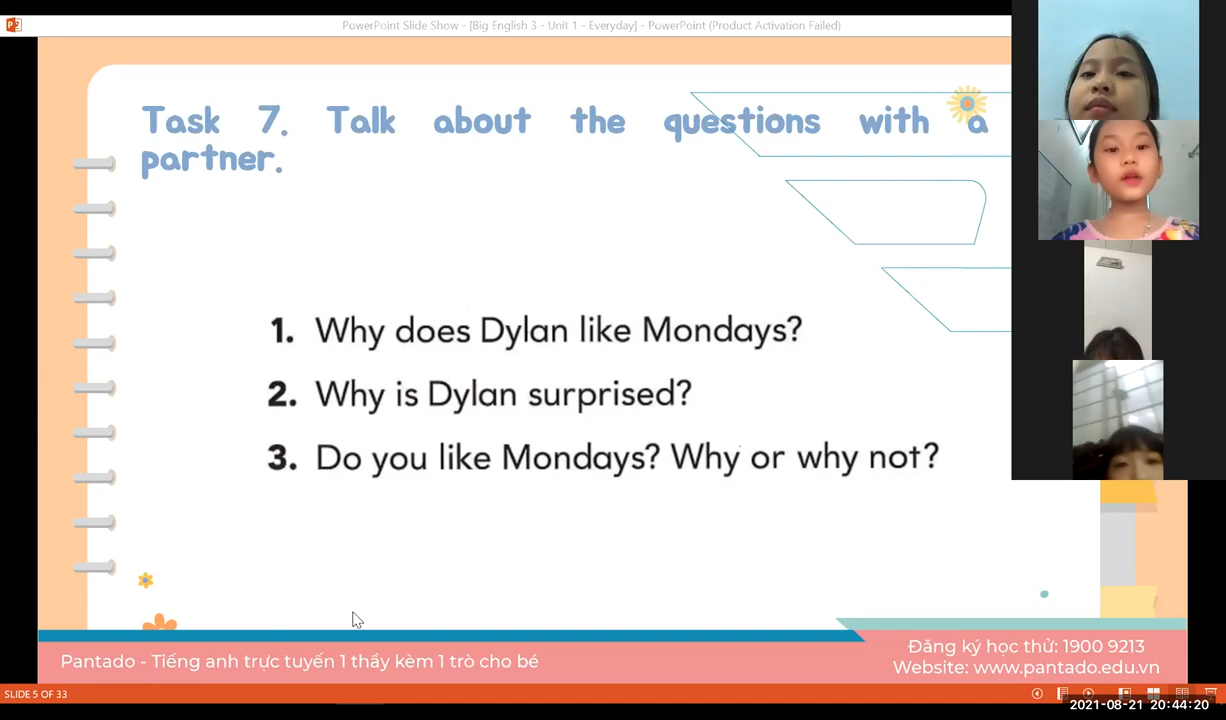 PowerPoint Slide Show - [Big English 3 - Unit 1 - Everyday] - PowerPoint (Product Activation Failed)
Task 7. Talk about the questions with a
partner.
1. Why does Dylan like Mondays?
2. Why is Dylan surprised?
3. Do you like Mondays? Why or why not?
Pantado - Tiếng anh trực tuyến 1 thầy kèm 1 trò cho bé
Đăng ký học thử: 1900 9213
Website: www.pantado.edu.vn
SLIDE 5 OF 33
2021-08-21 20:44:20